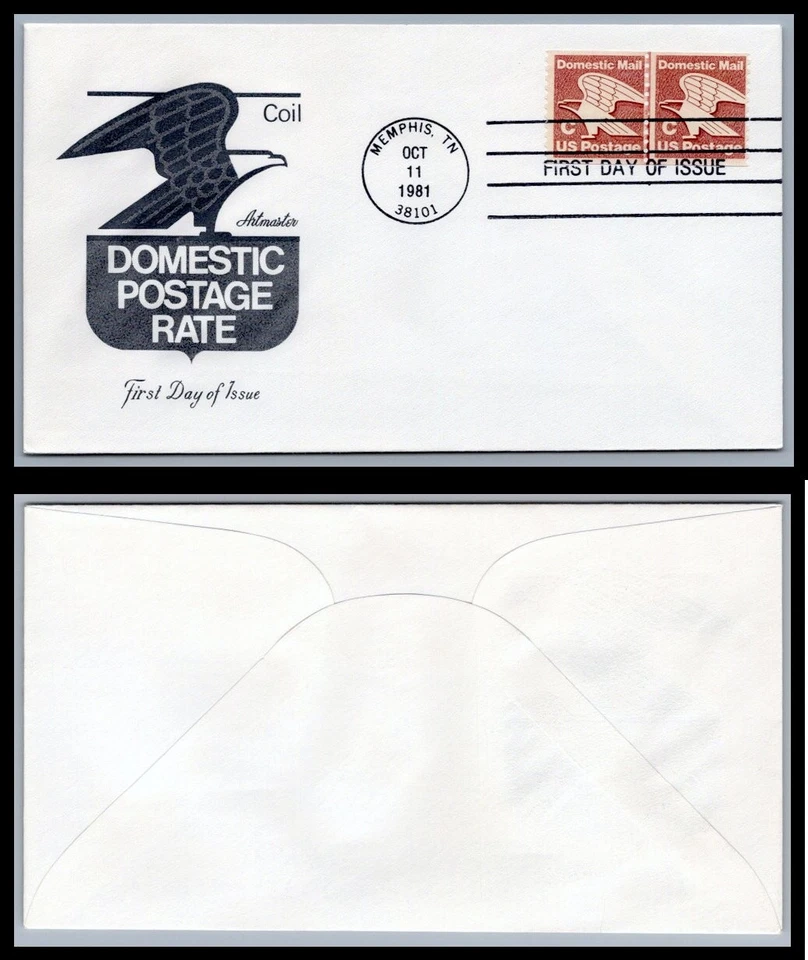 Coil
Artmaster
DOMESTIC
POSTAGE
RATE
First Day of Issue
MEMPHIS, TN
OCT
11
1981
38101
Domestic Mail
C
US Postage
Domestic Mail
C
US Postage
FIRST DAY OF ISSUE